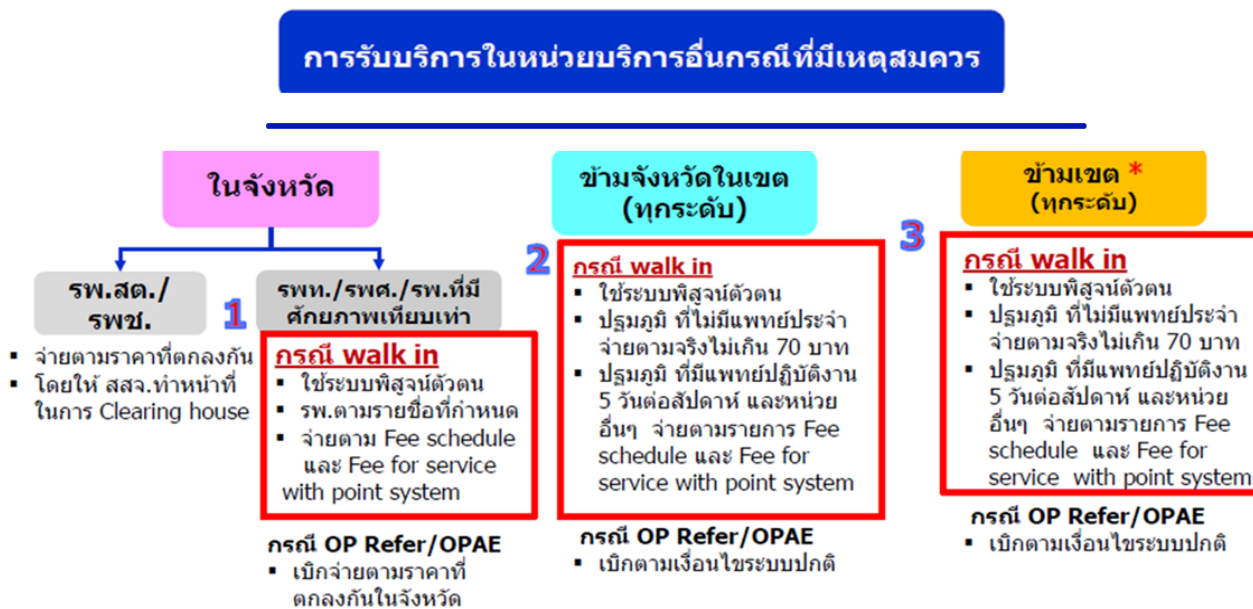 การรับบริการในหน่วยบริการอื่นกรณีที่มีเหตุสมควร
ในจังหวัด
รพ.สต./
รพช.
▪ จ่ายตามราคาที่ตกลงกัน
▪ โดยให้ สสจ.ทำหน้าที่
ในการ Clearing house
1
รพท./รพศ./รพ.ที่มี
ศักยภาพเทียบเท่า
กรณี walk in
▪ ใช้ระบบพิสูจน์ตัวตน
▪ รพ.ตามรายชื่อที่กำหนด
▪ จ่ายตาม Fee schedule
และ Fee for service
with point system
กรณี OP Refer/OPAE
▪ เบิกจ่ายตามราคาที่
ตกลงกันในจังหวัด
ข้ามจังหวัดในเขต
(ทุกระดับ)
2
กรณี walk in
▪ ใช้ระบบพิสูจน์ตัวตน
▪ ปฐมภูมิ ที่ไม่มีแพทย์ประจำ
จ่ายตามจริงไม่เกิน 70 บาท
▪ ปฐมภูมิ ที่มีแพทย์ปฏิบัติงาน
5 วันต่อสัปดาห์ และหน่วย
อื่นๆ จ่ายตามรายการ Fee
schedule และ Fee for
service with point system
กรณี OP Refer/OPAE
▪ เบิกตามเงื่อนไขระบบปกติ
ข้ามเขต *
(ทุกระดับ)
3
กรณี walk in
▪ ใช้ระบบพิสูจน์ตัวตน
▪ ปฐมภูมิ ที่ไม่มีแพทย์ประจำ
จ่ายตามจริงไม่เกิน 70 บาท
▪ ปฐมภูมิ ที่มีแพทย์ปฏิบัติงาน
5 วันต่อสัปดาห์ และหน่วย
อื่นๆ จ่ายตามรายการ Fee
schedule และ Fee for
service with point system
กรณี OP Refer/OPAE
▪ เบิกตามเงื่อนไขระบบปกติ